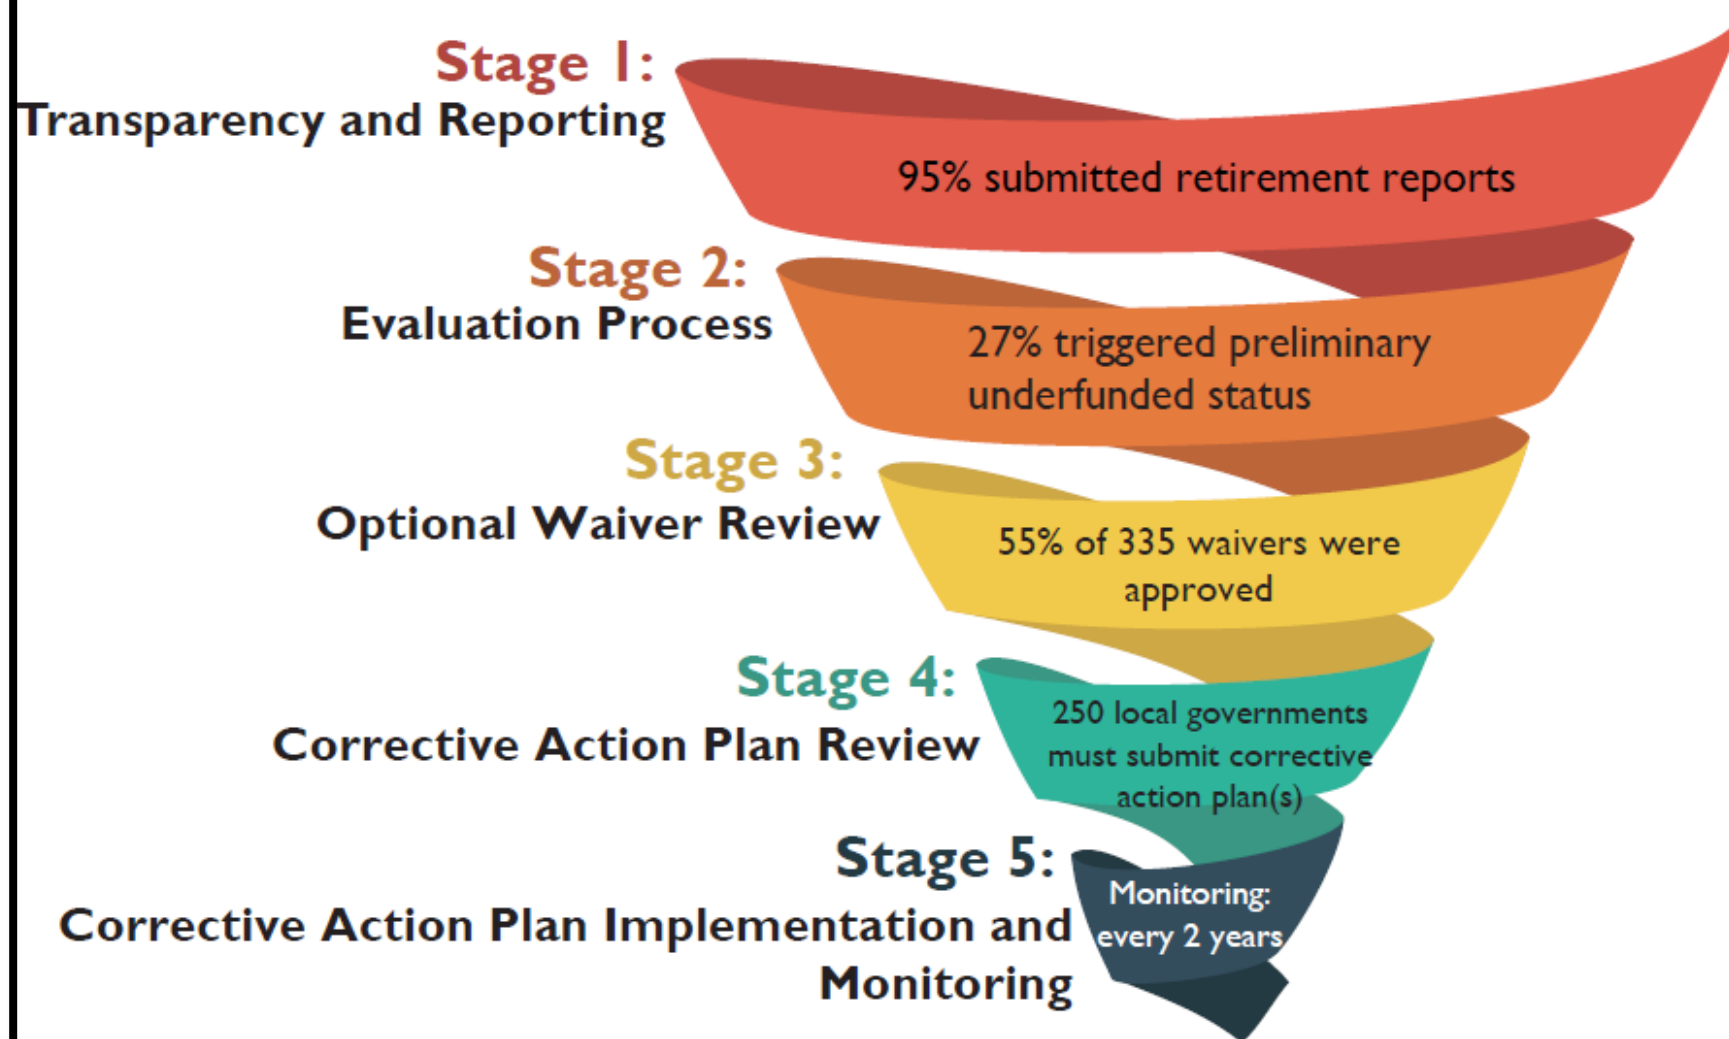 Stage 1:
Transparency and Reporting
95% submitted retirement reports
Stage 2:
Evaluation Process
27% triggered preliminary
underfunded status
Stage 3:
Optional Waiver Review
55% of 335 waivers were
approved
Stage 4:
Corrective Action Plan Review
250 local governments
must submit corrective
action plan(s)
Stage 5:
Corrective Action Plan Implementation and
Monitoring
Monitoring:
every 2 years